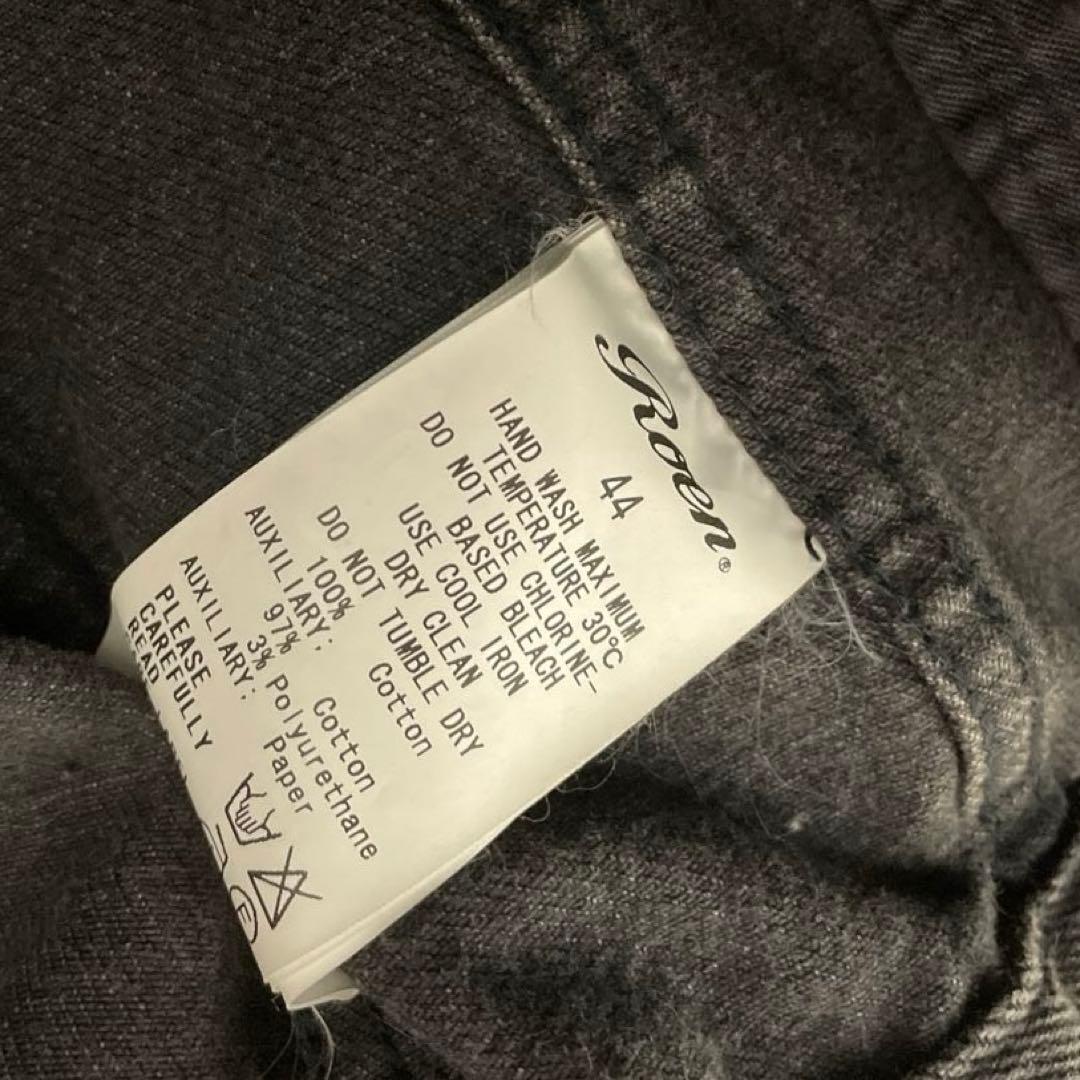 Roen®
44
HAND WASH MAXIMUM
TEMPERATURE 30℃
DO NOT USE CHLORINE-
BASED BLEACH
USE COOL IRON
DRY CLEAN
DO NOT TUMBLE DRY
100% Cotton
AUXILIARY:
97% Cotton
3% Polyurethane
AUXILIARY: Paper
PLEASE
CAREFULLY
READ